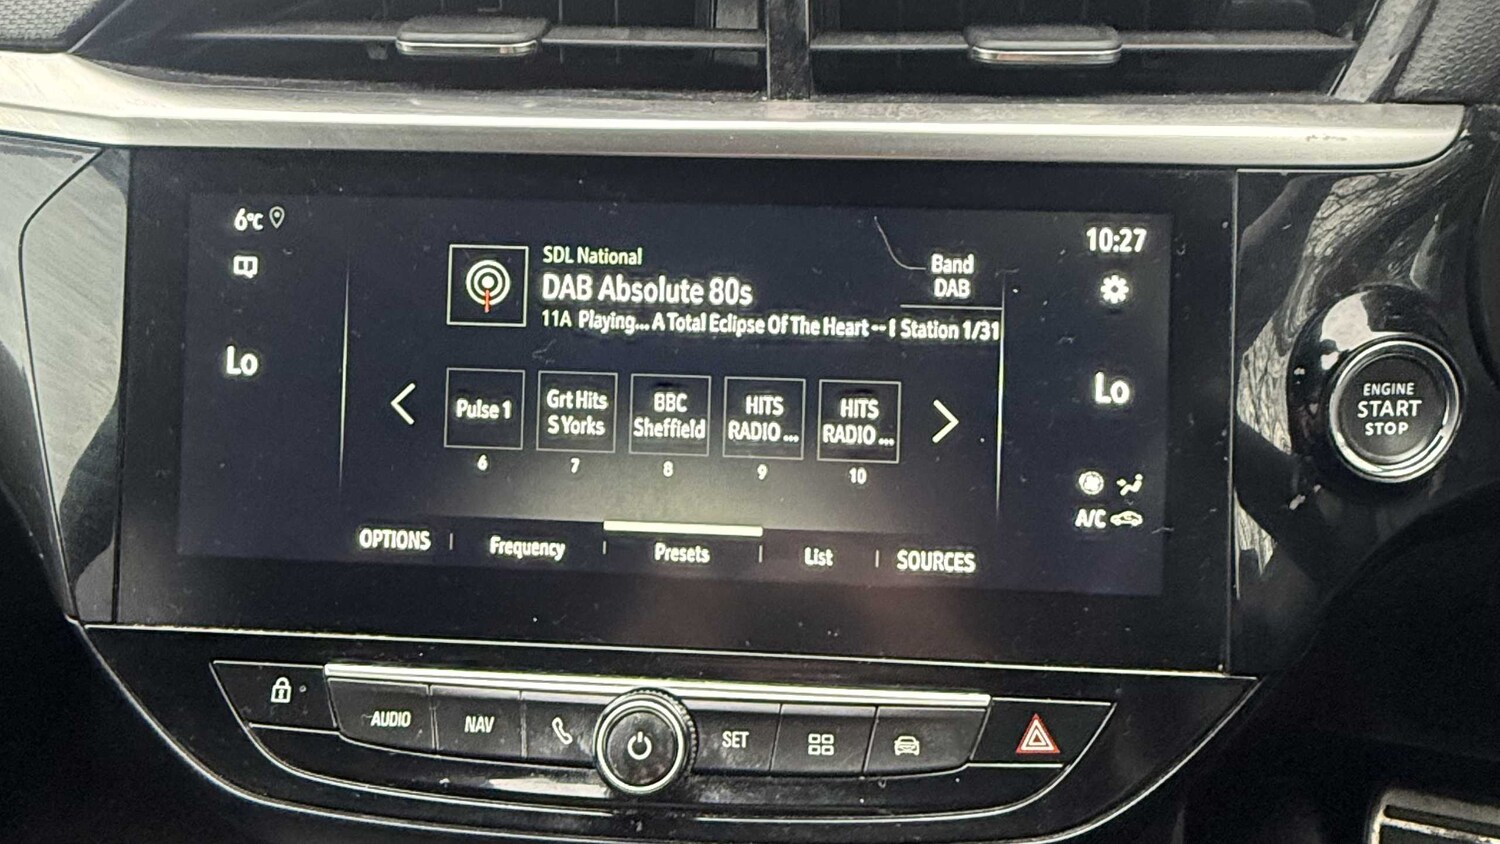 6°C
10:27
SDL National
DAB Absolute 80s
11A Playing... A Total Eclipse Of The Heart -- I Station 1/31
Band
DAB
Lo
Lo
Pulse 1
Grt Hits
S Yorks
BBC
Sheffield
HITS
RADIO ...
HITS
RADIO ...
6
7
8
9
10
A/C
OPTIONS
Frequency
Presets
List
SOURCES
ENGINE
START
STOP
AUDIO
NAV
SET